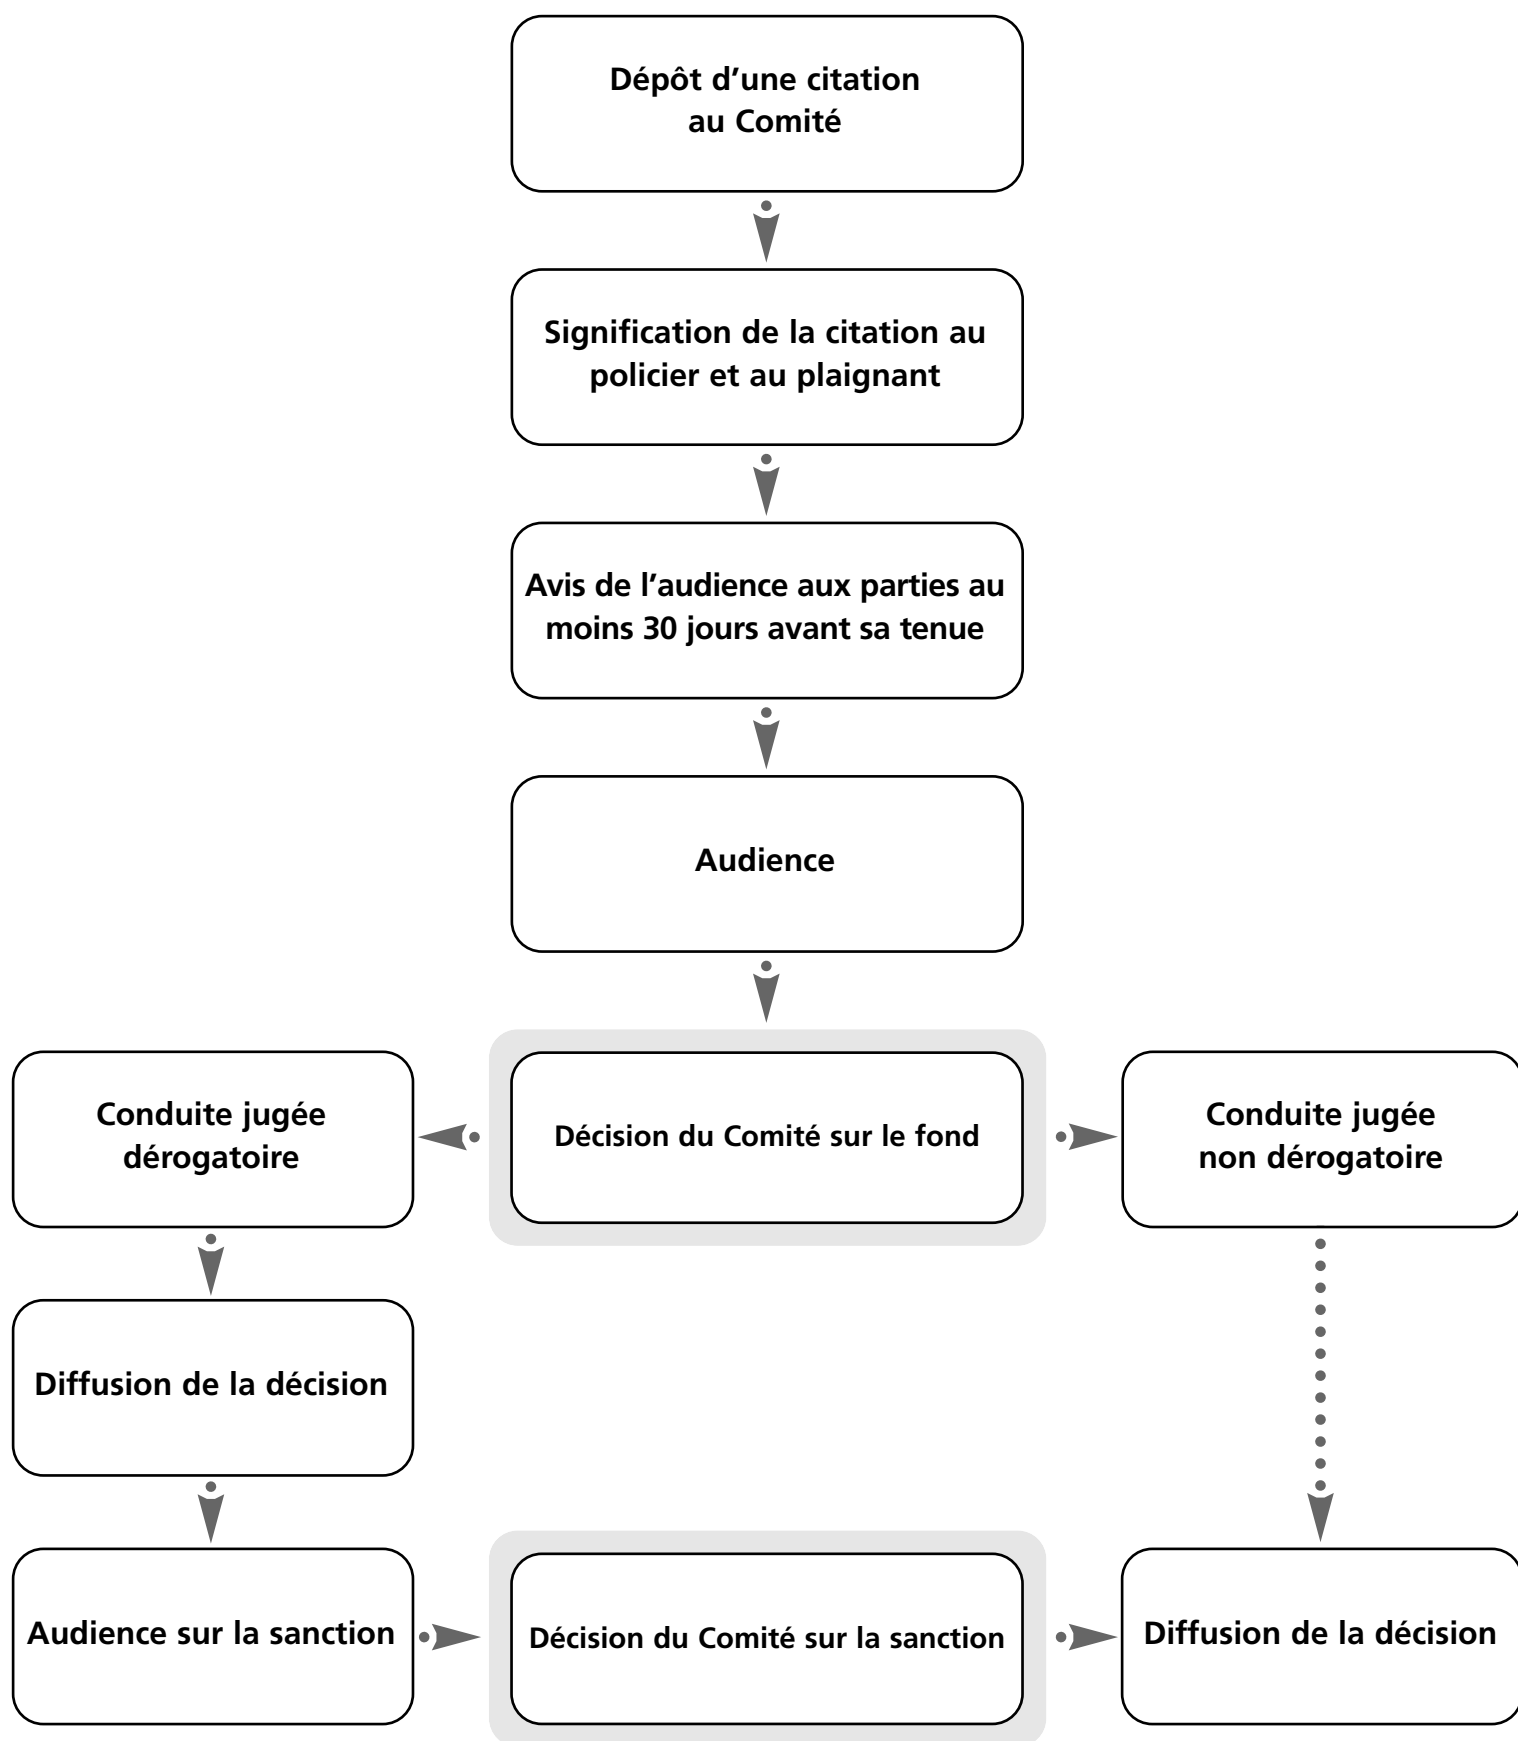 Dépôt d’une citation
au Comité
Signification de la citation au
policier et au plaignant
Avis de l’audience aux parties au
moins 30 jours avant sa tenue
Audience
Conduite jugée
dérogatoire
Décision du Comité sur le fond
Conduite jugée
non dérogatoire
Diffusion de la décision
Audience sur la sanction
Décision du Comité sur la sanction
Diffusion de la décision